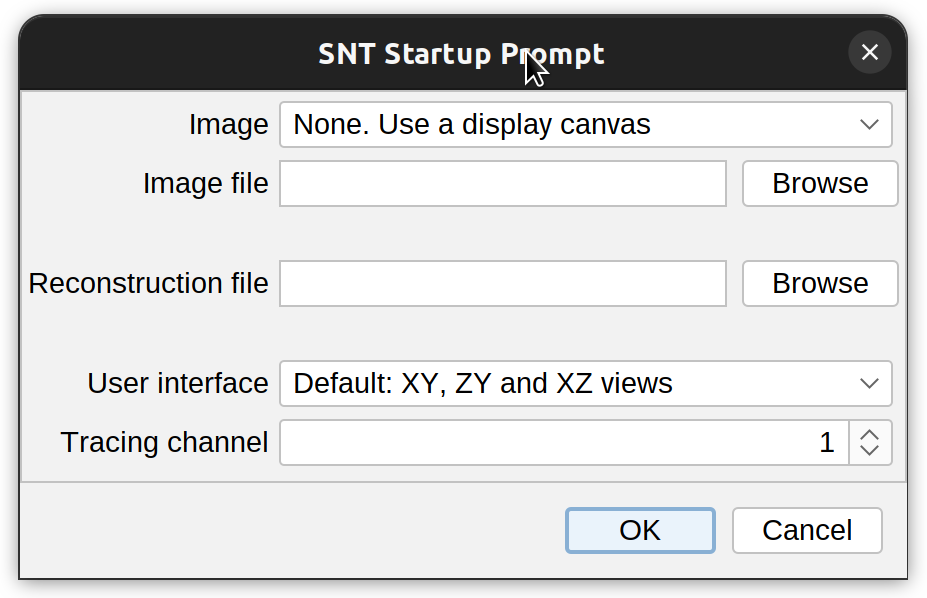 SNT Startup Prompt
Image None. Use a display canvas
Image file Browse
Reconstruction file Browse
User interface Default: XY, ZY and XZ views
Tracing channel 1
OK Cancel